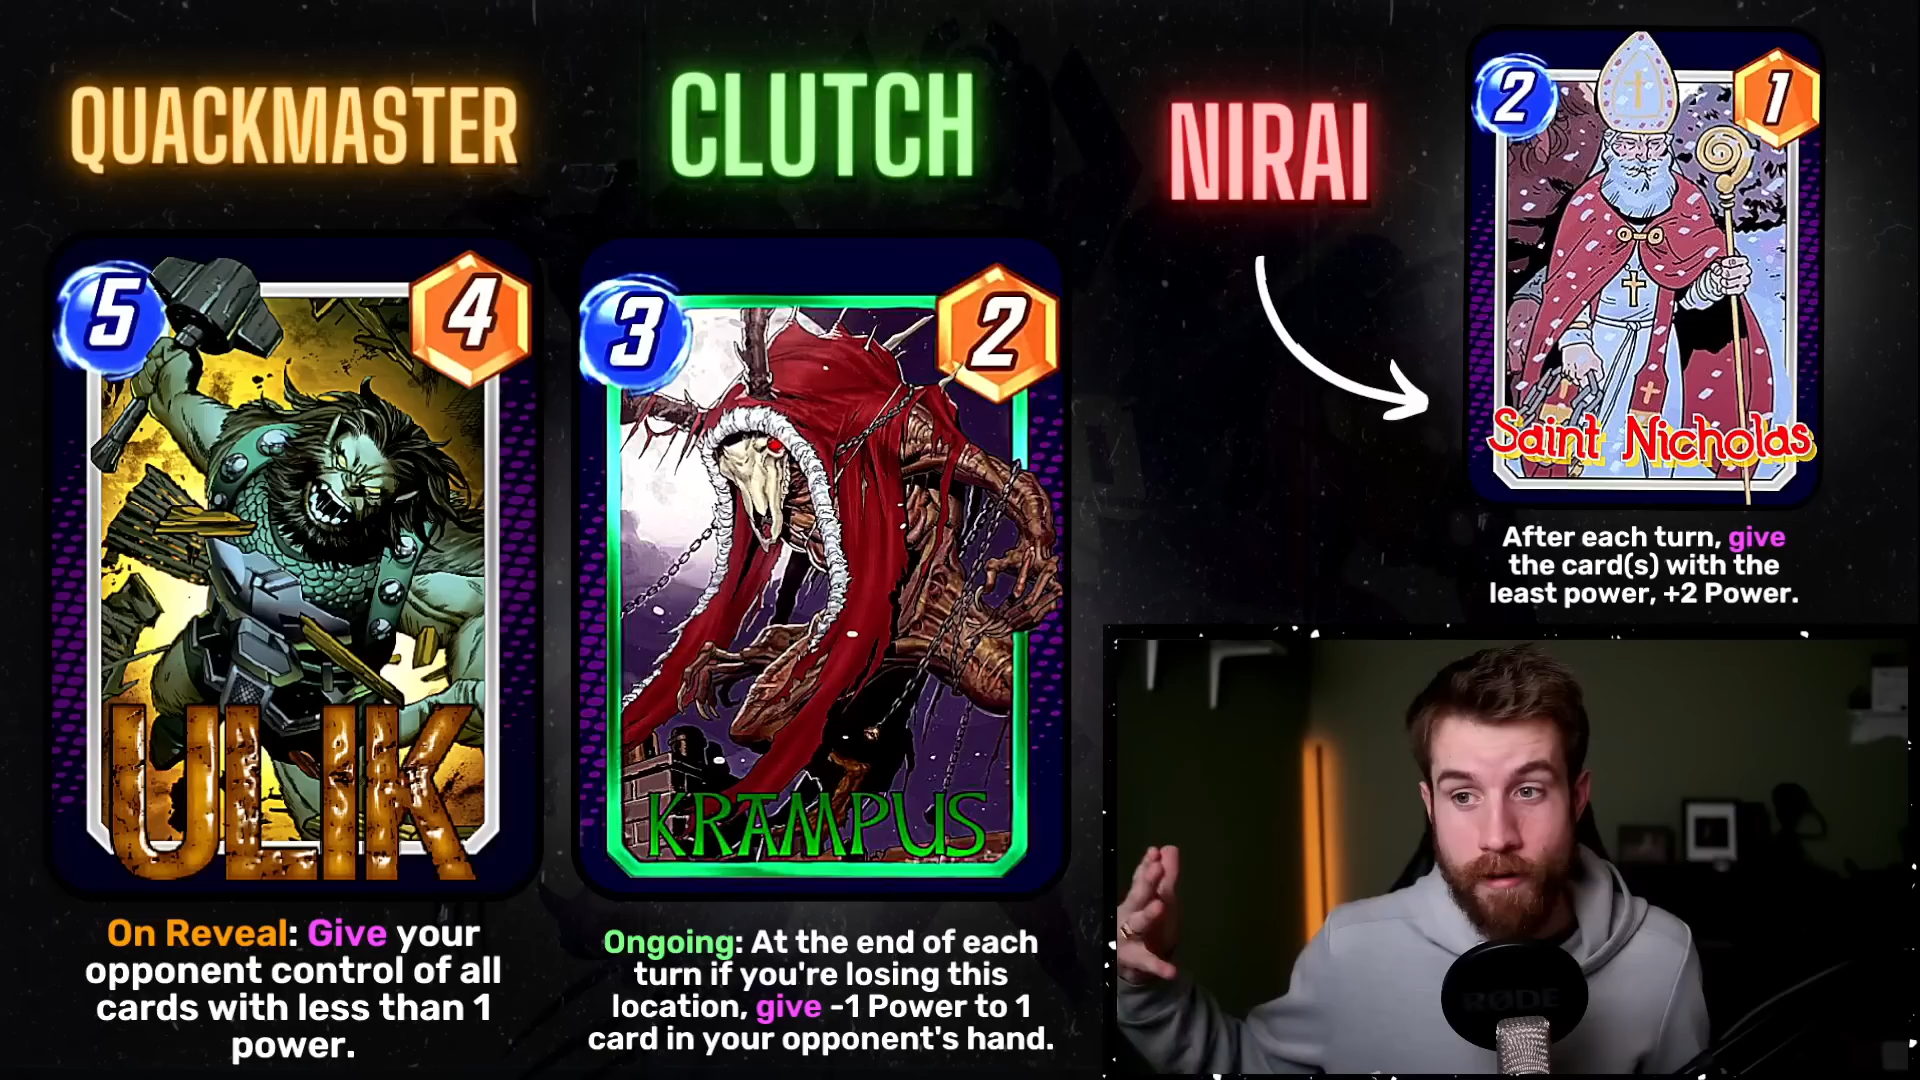 QUACKMASTER
CLUTCH
NIRAI
5
4
ULIK
On Reveal: Give your
opponent control of all
cards with less than 1
power.
3
2
KRAMPUS
Ongoing: At the end of each
turn if you're losing this
location, give -1 Power to 1
card in your opponent's hand.
2
1
Saint Nicholas
After each turn, give
the card(s) with the
least power, +2 Power.
RØDE